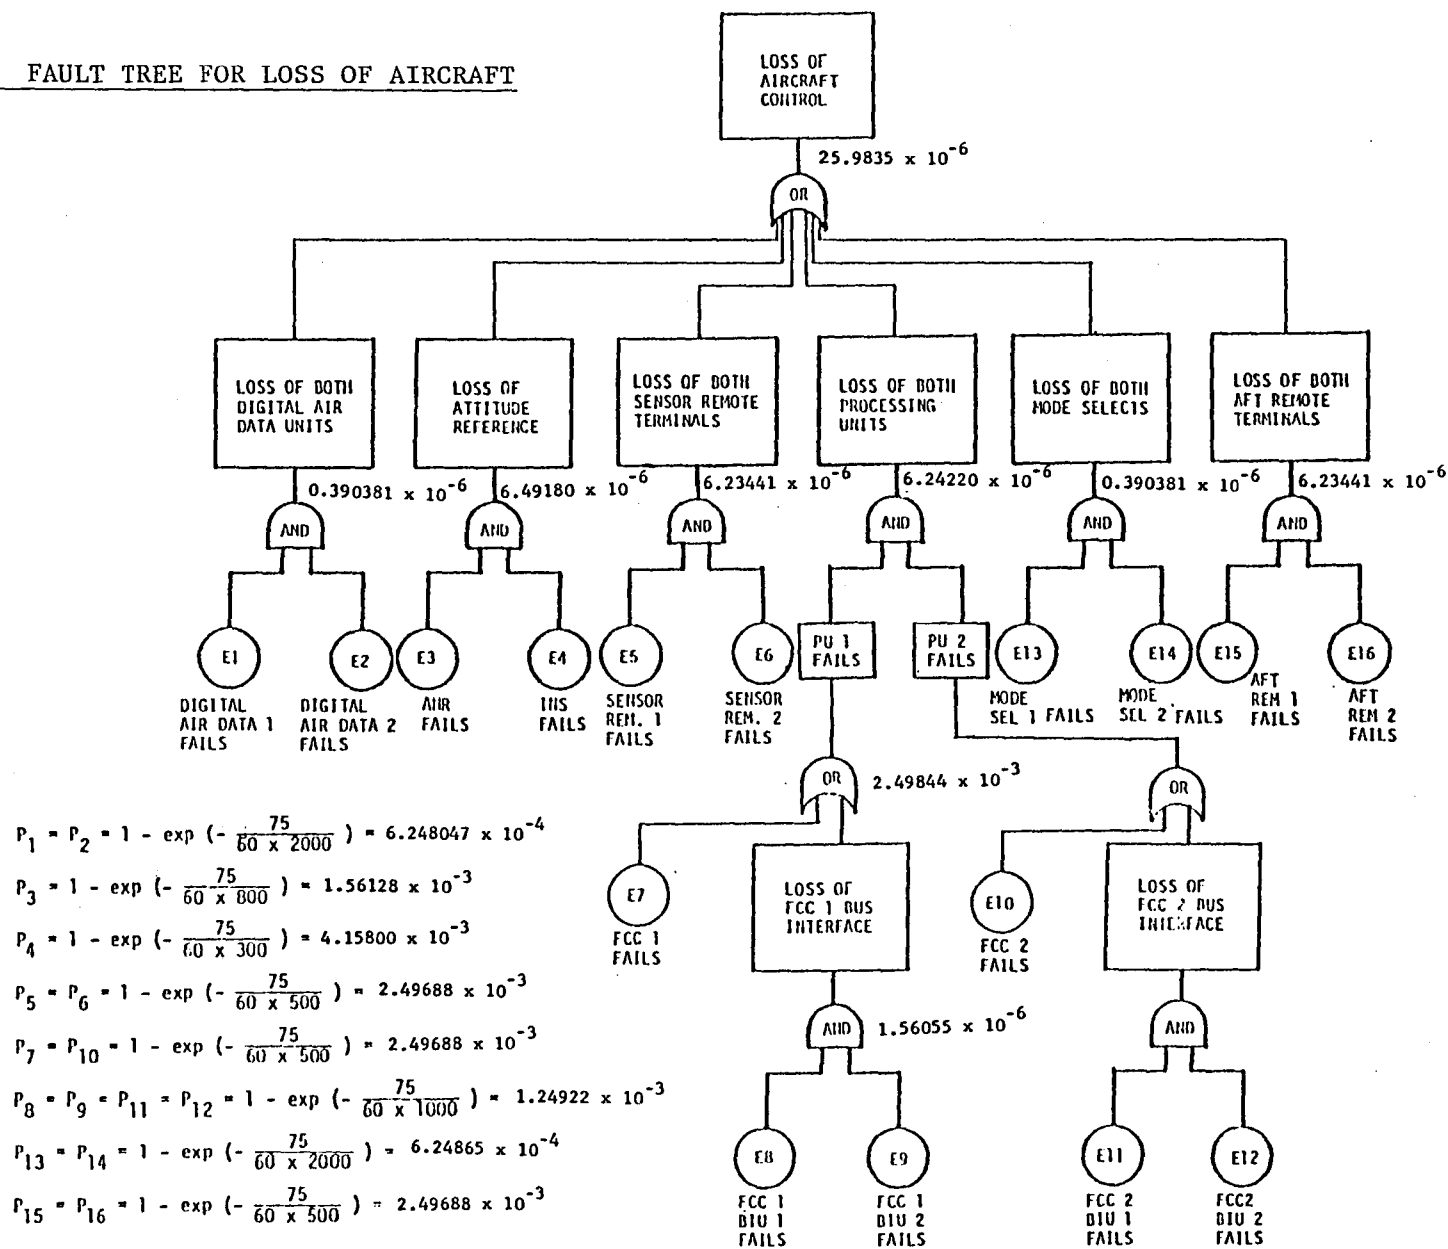 FAULT TREE FOR LOSS OF AIRCRAFT
LOSS OF
AIRCRAFT
CONTROL
25.9835 x 10^-6
OR
LOSS OF BOTH
DIGITAL AIR
DATA UNITS
LOSS OF
ATTITUDE
REFERENCE
LOSS OF BOTH
SENSOR REMOTE
TERMINALS
LOSS OF BOTH
PROCESSING
UNITS
LOSS OF BOTH
MODE SELECTS
LOSS OF BOTH
AFT REMOTE
TERMINALS
0.390381 x 10^-6
6.49180 x 10^-6
6.23441 x 10^-6
6.24220 x 10^-6
0.390381 x 10^-6
6.23441 x 10^-6
AND
AND
AND
AND
AND
AND
E1
E2
E3
E4
E5
E6
PU 1
FAILS
PU 2
FAILS
E13
E14
E15
E16
DIGITAL
AIR DATA 1
FAILS
DIGITAL
AIR DATA 2
FAILS
AHR
FAILS
INS
FAILS
SENSOR
REM. 1
FAILS
SENSOR
REM. 2
FAILS
MODE
SEL 1 FAILS
MODE
SEL 2 FAILS
AFT
REM 1
FAILS
AFT
REM 2
FAILS
OR
2.49844 x 10^-3
OR
E7
FCC 1
FAILS
LOSS OF
FCC 1 BUS
INTERFACE
E10
FCC 2
FAILS
LOSS OF
FCC 2 BUS
INTERFACE
AND
1.56055 x 10^-6
AND
E8
E9
E11
E12
FCC 1
BIU 1
FAILS
FCC 1
BIU 2
FAILS
FCC 2
BIU 1
FAILS
FCC2
BIU 2
FAILS
P1 = P2 = 1 - exp (- 75 / 60 x 2000 ) = 6.248047 x 10^-4
P3 = 1 - exp (- 75 / 60 x 800 ) = 1.56128 x 10^-3
P4 = 1 - exp (- 75 / 60 x 300 ) = 4.15800 x 10^-3
P5 = P6 = 1 - exp (- 75 / 60 x 500 ) = 2.49688 x 10^-3
P7 = P10 = 1 - exp (- 75 / 60 x 500 ) = 2.49688 x 10^-3
P8 = P9 = P11 = P12 = 1 - exp (- 75 / 60 x 1000 ) = 1.24922 x 10^-3
P13 = P14 = 1 - exp (- 75 / 60 x 2000 ) = 6.24865 x 10^-4
P15 = P16 = 1 - exp (- 75 / 60 x 500 ) = 2.49688 x 10^-3